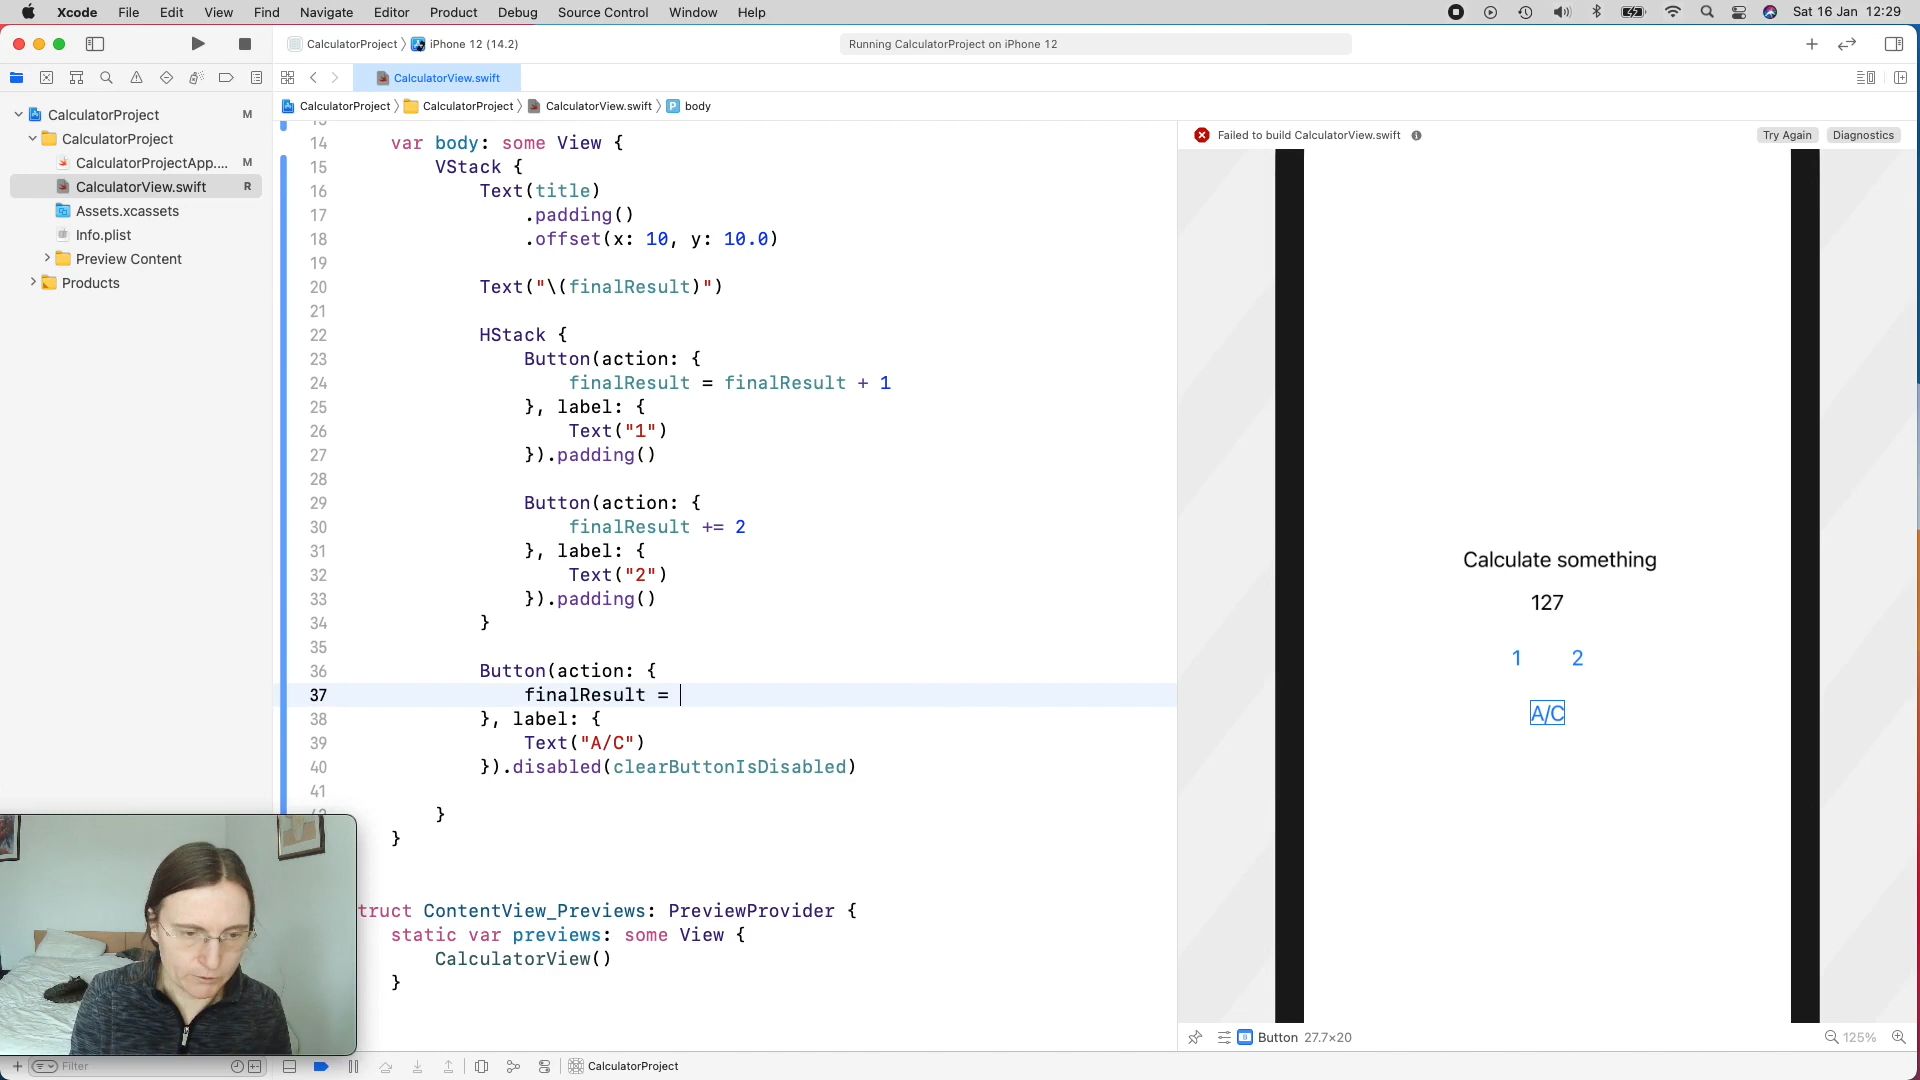 Xcode File Edit View Find Navigate Editor Product Debug Source Control Window Help Sat 16 Jan 12:29
CalculatorProject iPhone 12 (14.2) Running CalculatorProject on iPhone 12
CalculatorView.swift
CalculatorProject CalculatorProject CalculatorView.swift P body
CalculatorProject M
CalculatorProject
CalculatorProjectApp.... M
CalculatorView.swift R
Assets.xcassets
Info.plist
Preview Content
Products
14 var body: some View {
15 VStack {
16 Text(title)
17 .padding()
18 .offset(x: 10, y: 10.0)
19
20 Text("\(finalResult)")
21
22 HStack {
23 Button(action: {
24 finalResult = finalResult + 1
25 }, label: {
26 Text("1")
27 }).padding()
28
29 Button(action: {
30 finalResult += 2
31 }, label: {
32 Text("2")
33 }).padding()
34 }
35
36 Button(action: {
37 finalResult =
38 }, label: {
39 Text("A/C")
40 }).disabled(clearButtonIsDisabled)
41
}
}
truct ContentView_Previews: PreviewProvider {
static var previews: some View {
CalculatorView()
}
Failed to build CalculatorView.swift Try Again Diagnostics
Calculate something
127
1 2
A/C
Button 27.7×20 125%
Filter CalculatorProject